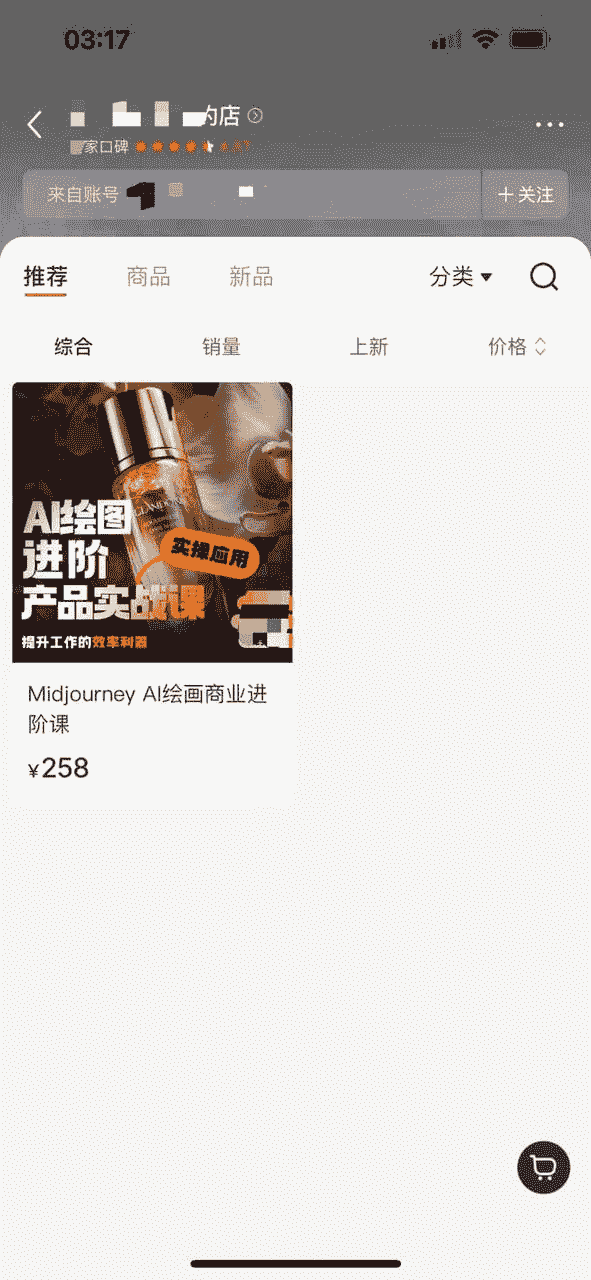 03:17
的店
家口碑
来自账号
+关注
推荐 商品 新品 分类
综合 销量 上新 价格
AI绘图
进阶
实操应用
产品实战课
提升工作的效率利器
Midjourney AI绘画商业进
阶课
¥258